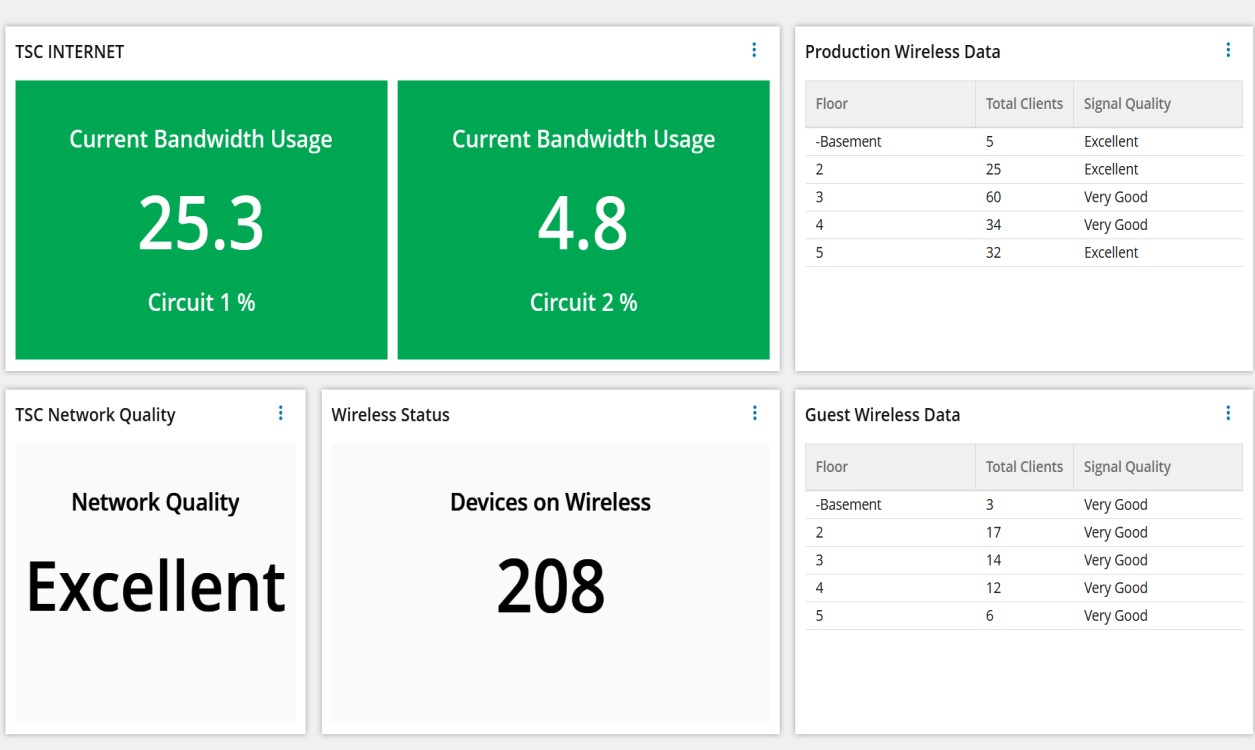 TSC INTERNET
Current Bandwidth Usage
25.3
Circuit 1 %
Current Bandwidth Usage
4.8
Circuit 2 %
Production Wireless Data
Floor Total Clients Signal Quality
-Basement 5 Excellent
2 25 Excellent
3 60 Very Good
4 34 Very Good
5 32 Excellent
TSC Network Quality
Network Quality
Excellent
Wireless Status
Devices on Wireless
208
Guest Wireless Data
Floor Total Clients Signal Quality
-Basement 3 Very Good
2 17 Very Good
3 14 Very Good
4 12 Very Good
5 6 Very Good